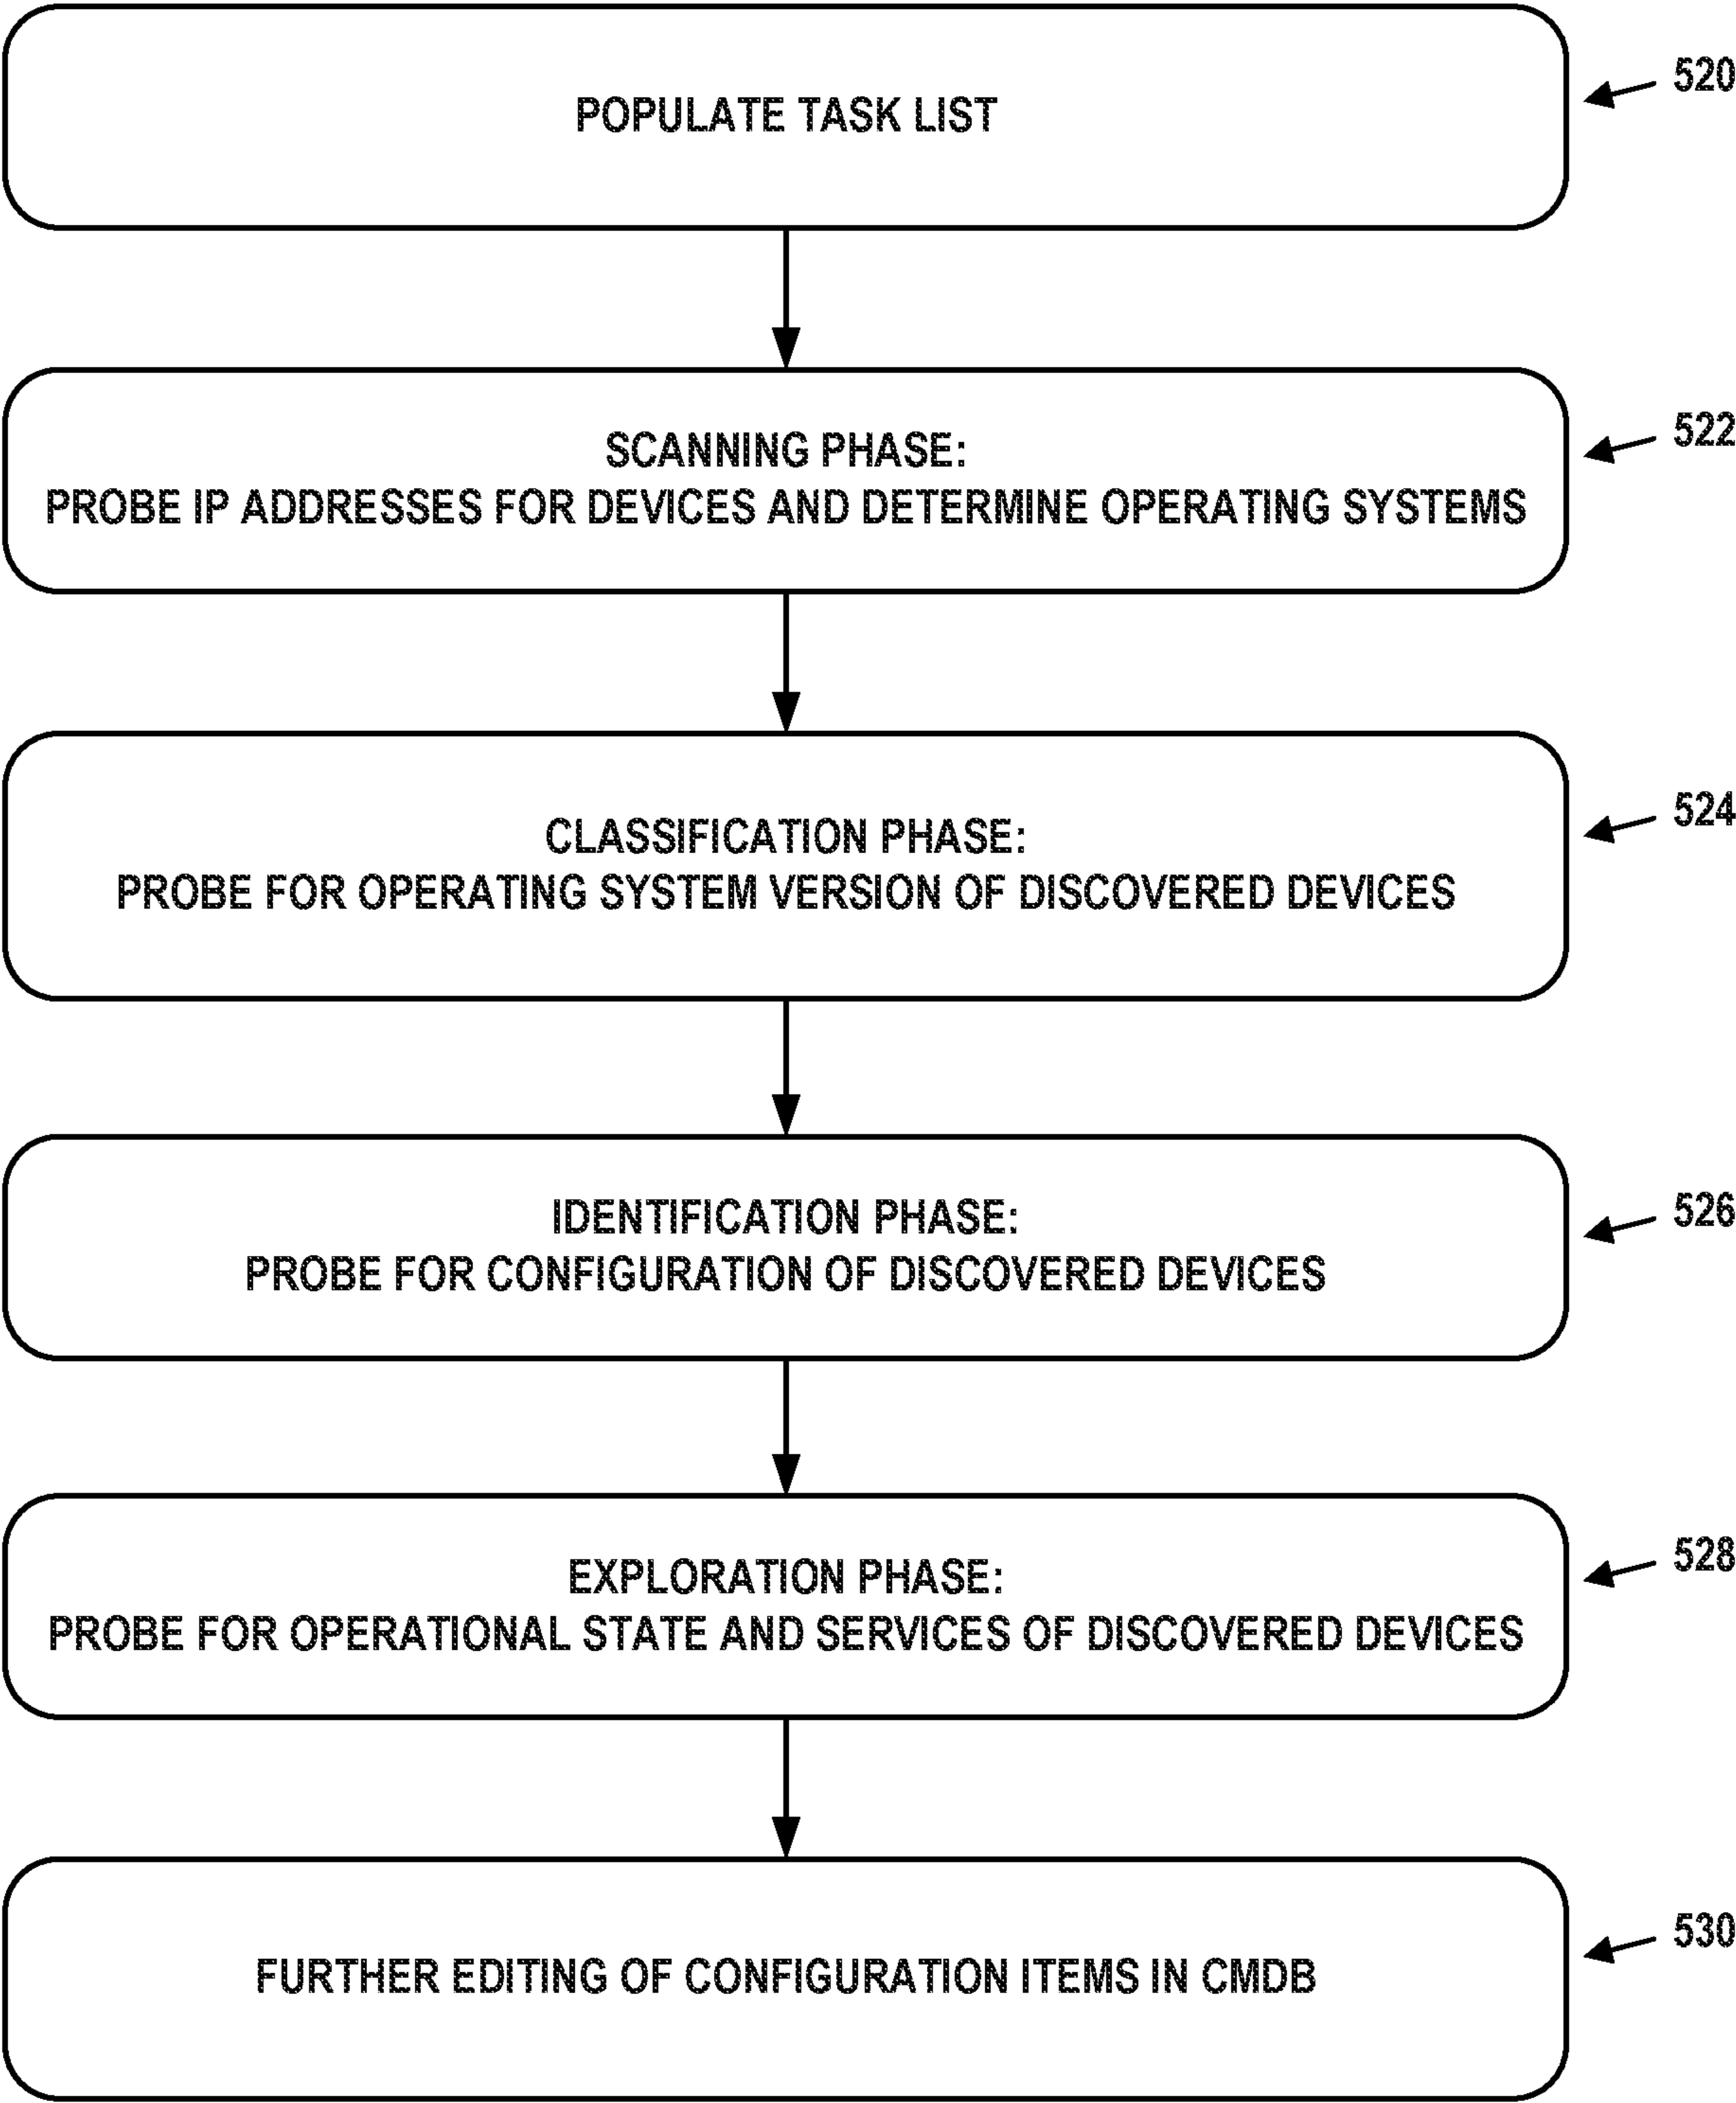 POPULATE TASK LIST
520
SCANNING PHASE:
PROBE IP ADDRESSES FOR DEVICES AND DETERMINE OPERATING SYSTEMS
522
CLASSIFICATION PHASE:
PROBE FOR OPERATING SYSTEM VERSION OF DISCOVERED DEVICES
524
IDENTIFICATION PHASE:
PROBE FOR CONFIGURATION OF DISCOVERED DEVICES
526
EXPLORATION PHASE:
PROBE FOR OPERATIONAL STATE AND SERVICES OF DISCOVERED DEVICES
528
FURTHER EDITING OF CONFIGURATION ITEMS IN CMDB
530